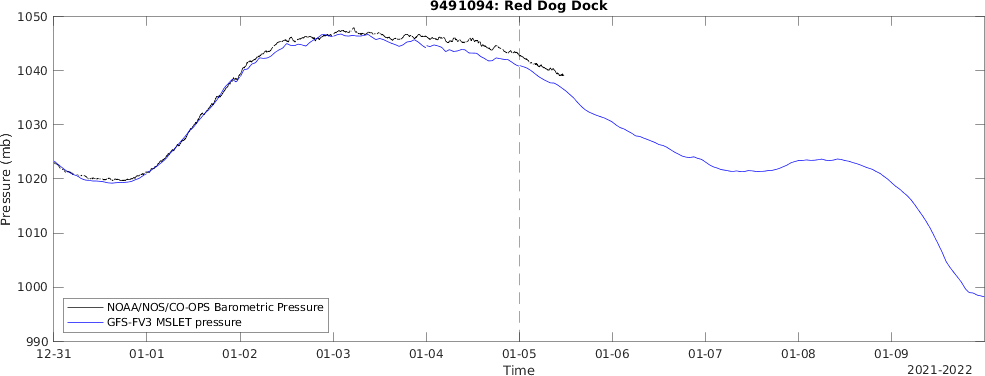 9491094: Red Dog Dock
1050
1040
1030
1020
1010
1000
990
Pressure (mb)
NOAA/NOS/CO-OPS Barometric Pressure
GFS-FV3 MSLET pressure
12-31 01-01 01-02 01-03 01-04 01-05 01-06 01-07 01-08 01-09
Time
2021-2022